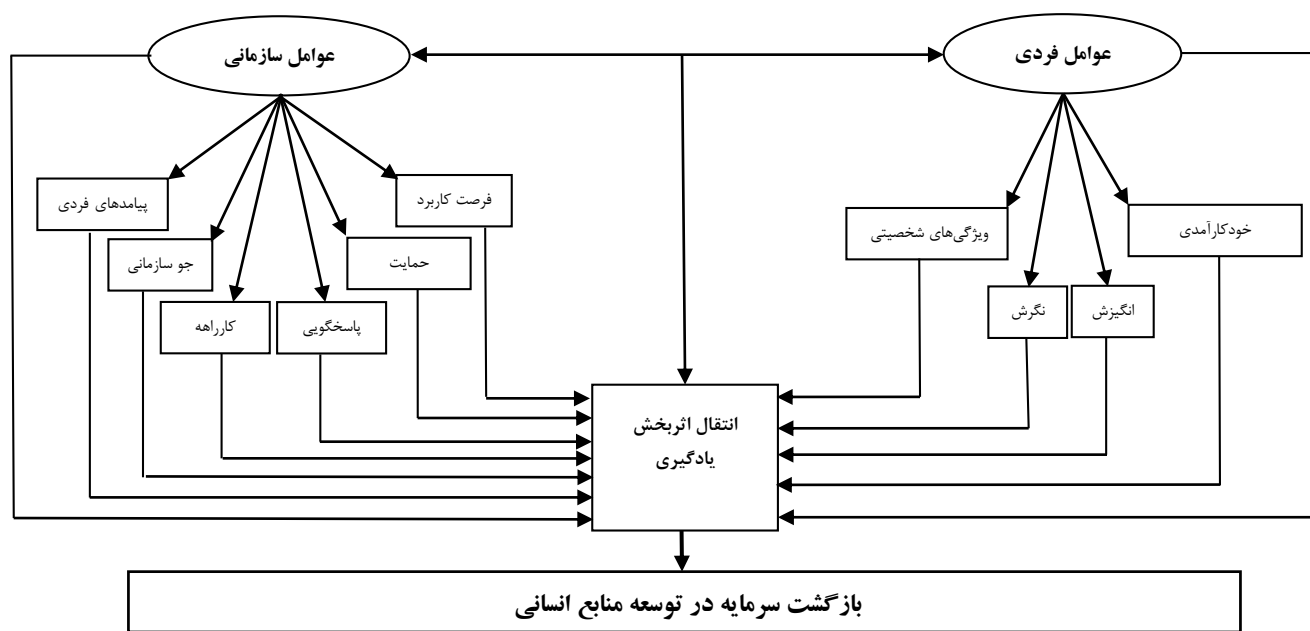 عوامل فردی
عوامل سازمانی
خودکارآمدی
ویژگی‌های شخصیتی
انگیزش
نگرش
فرصت کاربرد
پیامدهای فردی
حمایت
جو سازمانی
پاسخگویی
کارراهه
انتقال اثربخش
یادگیری
بازگشت سرمایه در توسعه منابع انسانی